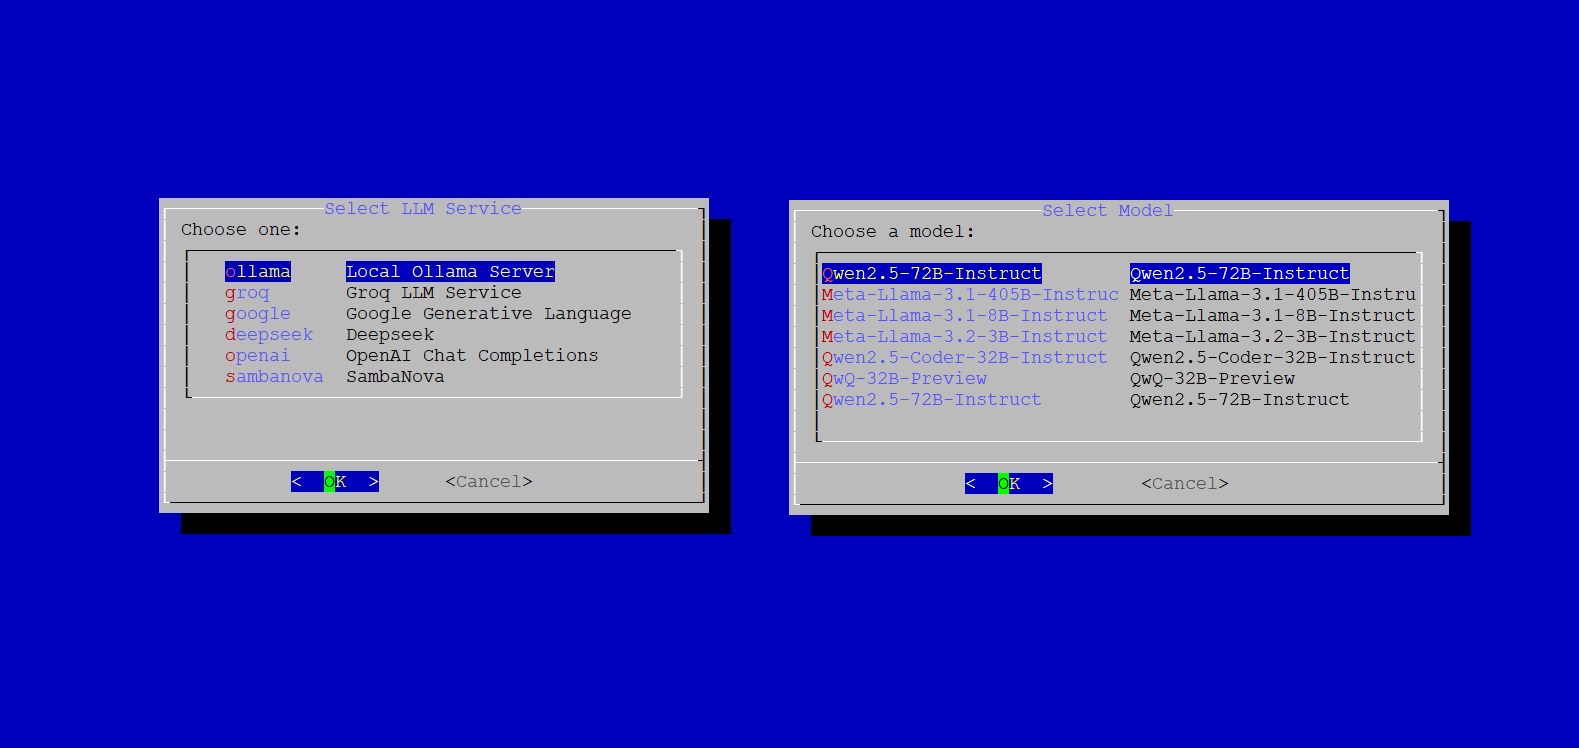 Select LLM Service
Choose one:
ollama Local Ollama Server
groq Groq LLM Service
google Google Generative Language
deepseek Deepseek
openai OpenAI Chat Completions
sambanova SambaNova
< OK > <Cancel>
Select Model
Choose a model:
Qwen2.5-72B-Instruct Qwen2.5-72B-Instruct
Meta-Llama-3.1-405B-Instruc Meta-Llama-3.1-405B-Instru
Meta-Llama-3.1-8B-Instruct Meta-Llama-3.1-8B-Instruct
Meta-Llama-3.2-3B-Instruct Meta-Llama-3.2-3B-Instruct
Qwen2.5-Coder-32B-Instruct Qwen2.5-Coder-32B-Instruct
QwQ-32B-Preview QwQ-32B-Preview
Qwen2.5-72B-Instruct Qwen2.5-72B-Instruct
< OK > <Cancel>